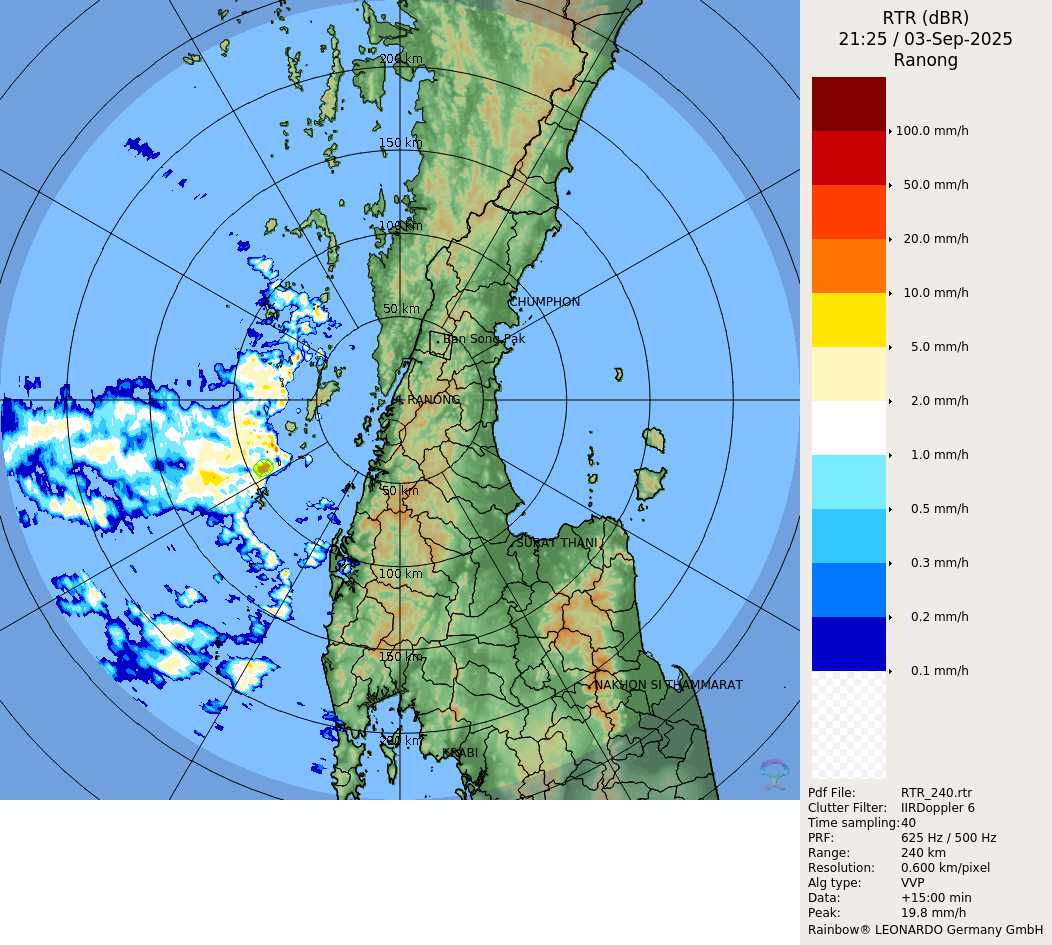 RTR (dBR)
21:25 / 03-Sep-2025
Ranong
100.0 mm/h
50.0 mm/h
20.0 mm/h
10.0 mm/h
5.0 mm/h
2.0 mm/h
1.0 mm/h
0.5 mm/h
0.3 mm/h
0.2 mm/h
0.1 mm/h
Pdf File: RTR_240.rtr
Clutter Filter: IIRDoppler 6
Time sampling: 40
PRF: 625 Hz / 500 Hz
Range: 240 km
Resolution: 0.600 km/pixel
Alg type: VVP
Data: +15:00 min
Peak: 19.8 mm/h
Rainbow® LEONARDO Germany GmbH
200 km
150 km
100 km
50 km
CHUMPHON
Ban Song Pak
RANONG
50 km
SURAT THANI
100 km
150 km
NAKHON SI THAMMARAT
200 km
KRABI